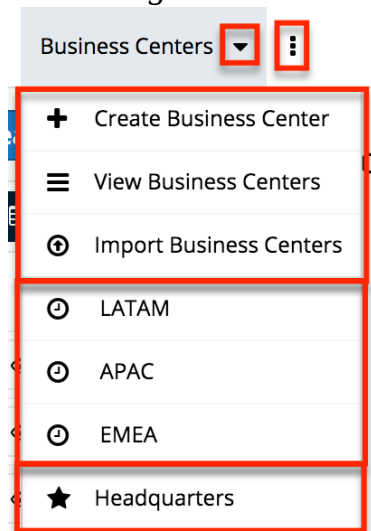 Business Centers
Create Business Center
View Business Centers
Import Business Centers
LATAM
APAC
EMEA
Headquarters